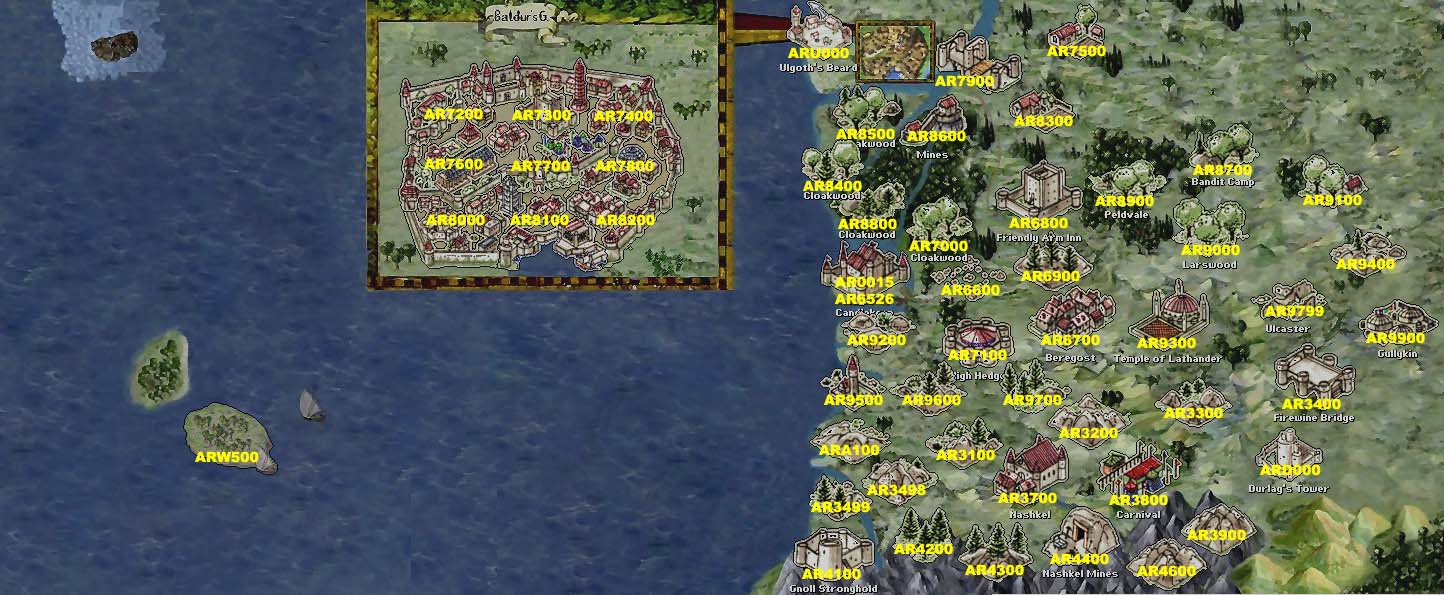 Baldur's G.
AR7200
AR7300
AR7400
AR7600
AR7700
AR7800
AR8000
AR8100
AR8200
ARW500
ARU000
Ulgoth's Beard
AR7900
AR7500
AR8500
AR8600
Mines
AR8300
AR8400
Cloakwood
AR8800
Cloakwood
AR7000
Cloakwood
AR6800
Friendly Arm Inn
AR8900
Peldvale
AR8700
Bandit Camp
AR9100
AR9000
Larswood
AR9400
AR0015
AR6526
AR6600
AR6900
AR9200
AR7100
High Hedge
AR6700
Beregost
AR9300
Temple of Lathander
AR9799
Ulcaster
AR9900
Gullykin
AR9500
AR9600
AR9700
AR3200
AR3300
AR3400
Firewine Bridge
ARA100
AR3100
AR3498
AR3499
AR3700
Nashkel
AR3800
Carnival
ARD000
Durlag's Tower
AR4100
Gnoll Stronghold
AR4200
AR4300
AR4400
Nashkel Mines
AR4600
AR3900